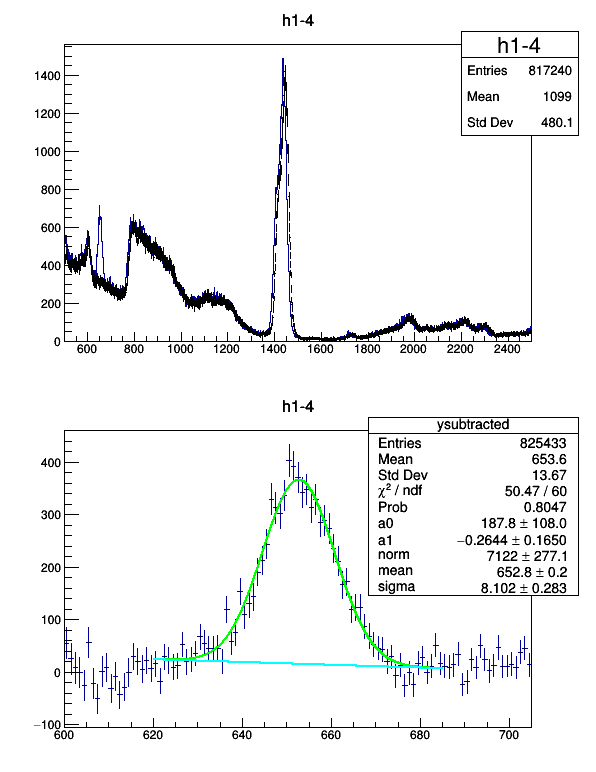 h1-4
h1-4
Entries 817240
Mean 1099
Std Dev 480.1
1400
1200
1000
800
600
400
200
0
600 800 1000 1200 1400 1600 1800 2000 2200 2400
h1-4
ysubtracted
Entries 825433
Mean 653.6
Std Dev 13.67
χ² / ndf 50.47 / 60
Prob 0.8047
a0 187.8 ± 108.0
a1 −0.2644 ± 0.1650
norm 7122 ± 277.1
mean 652.8 ± 0.2
sigma 8.102 ± 0.283
400
300
200
100
0
−100
600 620 640 660 680 700